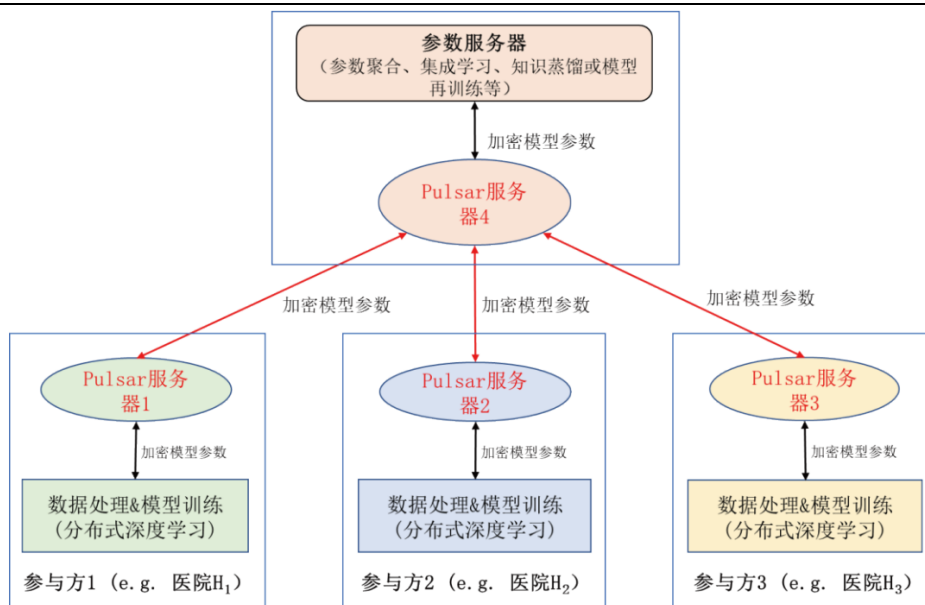 参数服务器
（参数聚合、集成学习、知识蒸馏或模型
再训练等）
加密模型参数
Pulsar服务
器4
加密模型参数
加密模型参数
加密模型参数
Pulsar服务
器1
Pulsar服务
器2
Pulsar服务
器3
加密模型参数
加密模型参数
加密模型参数
数据处理&模型训练
(分布式深度学习)
数据处理&模型训练
(分布式深度学习)
数据处理&模型训练
(分布式深度学习)
参与方1 (e.g. 医院H₁)
参与方2 (e.g. 医院H₂)
参与方3 (e.g. 医院H₃)